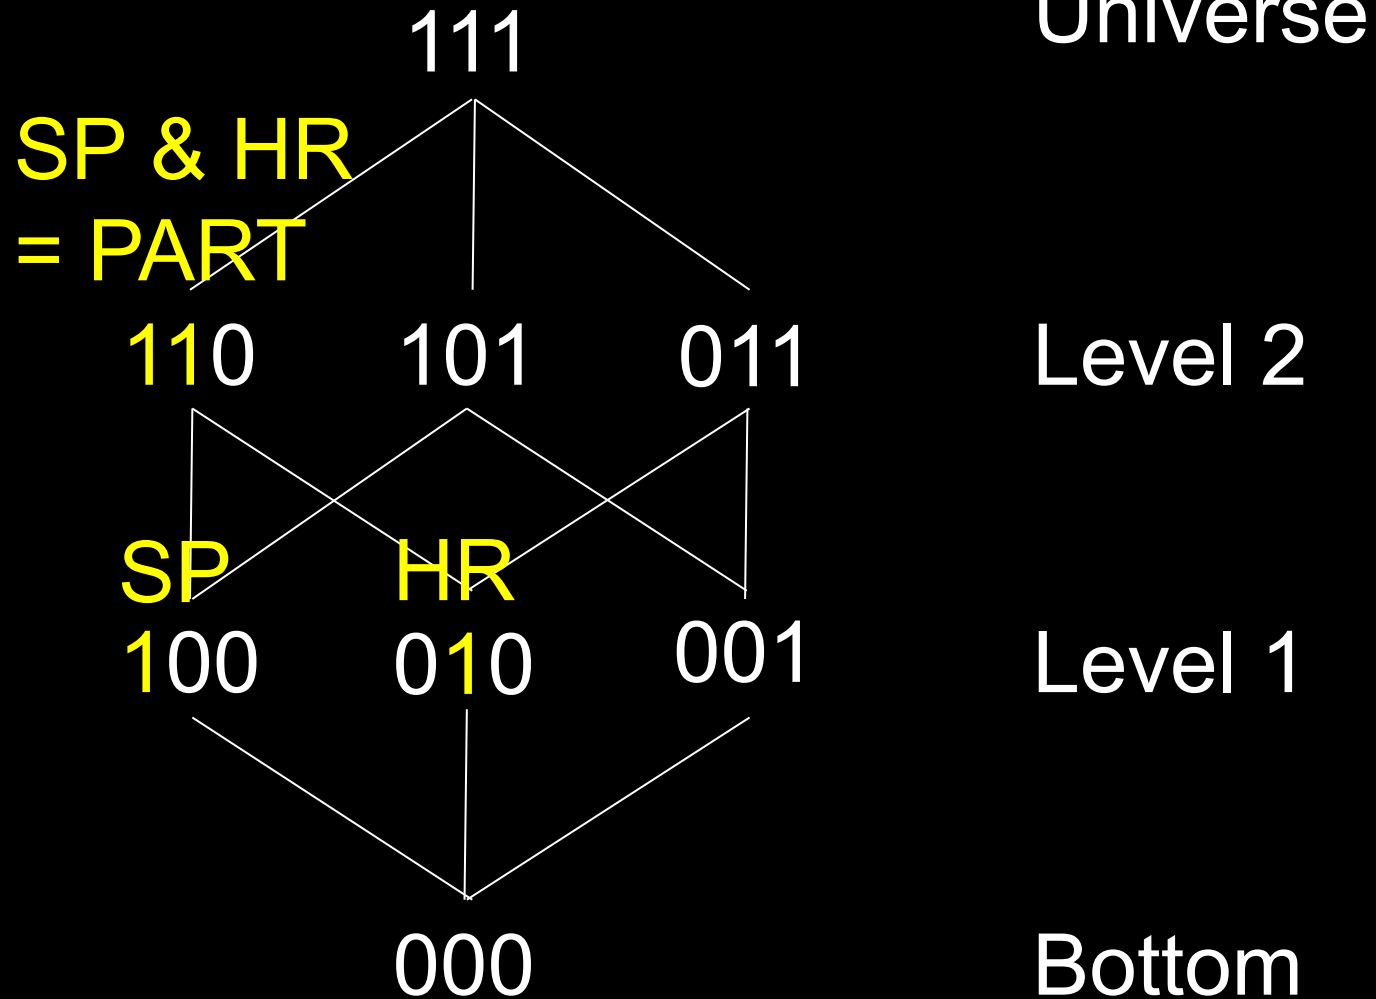 111 Universe
SP & HR
= PART
110 101 011 Level 2
SP HR
100 010 001 Level 1
000 Bottom